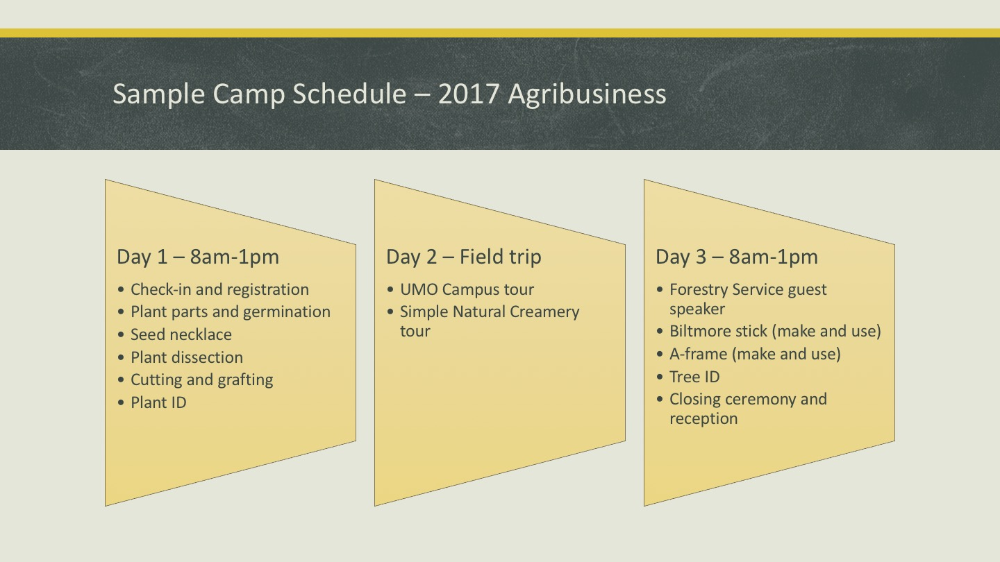 Sample Camp Schedule – 2017 Agribusiness
Day 1 – 8am-1pm
• Check-in and registration
• Plant parts and germination
• Seed necklace
• Plant dissection
• Cutting and grafting
• Plant ID
Day 2 – Field trip
• UMO Campus tour
• Simple Natural Creamery
tour
Day 3 – 8am-1pm
• Forestry Service guest
speaker
• Biltmore stick (make and use)
• A-frame (make and use)
• Tree ID
• Closing ceremony and
reception